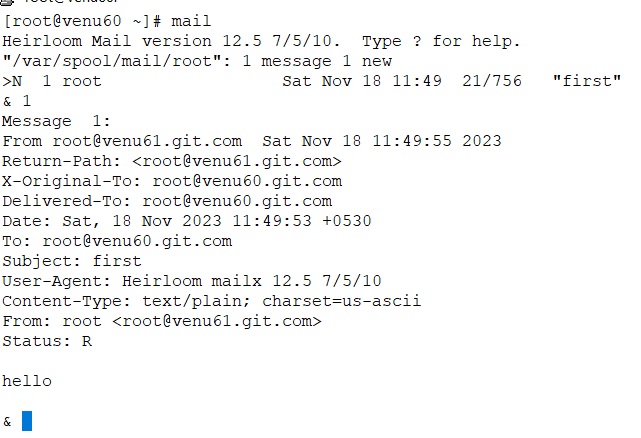 [root@venu60 ~]# mail
Heirloom Mail version 12.5 7/5/10.  Type ? for help.
"/var/spool/mail/root": 1 message 1 new
>N  1 root                  Sat Nov 18 11:49  21/756   "first"
& 1
Message  1:
From root@venu61.git.com  Sat Nov 18 11:49:55 2023
Return-Path: <root@venu61.git.com>
X-Original-To: root@venu60.git.com
Delivered-To: root@venu60.git.com
Date: Sat, 18 Nov 2023 11:49:53 +0530
To: root@venu60.git.com
Subject: first
User-Agent: Heirloom mailx 12.5 7/5/10
Content-Type: text/plain; charset=us-ascii
From: root <root@venu61.git.com>
Status: R

hello

&